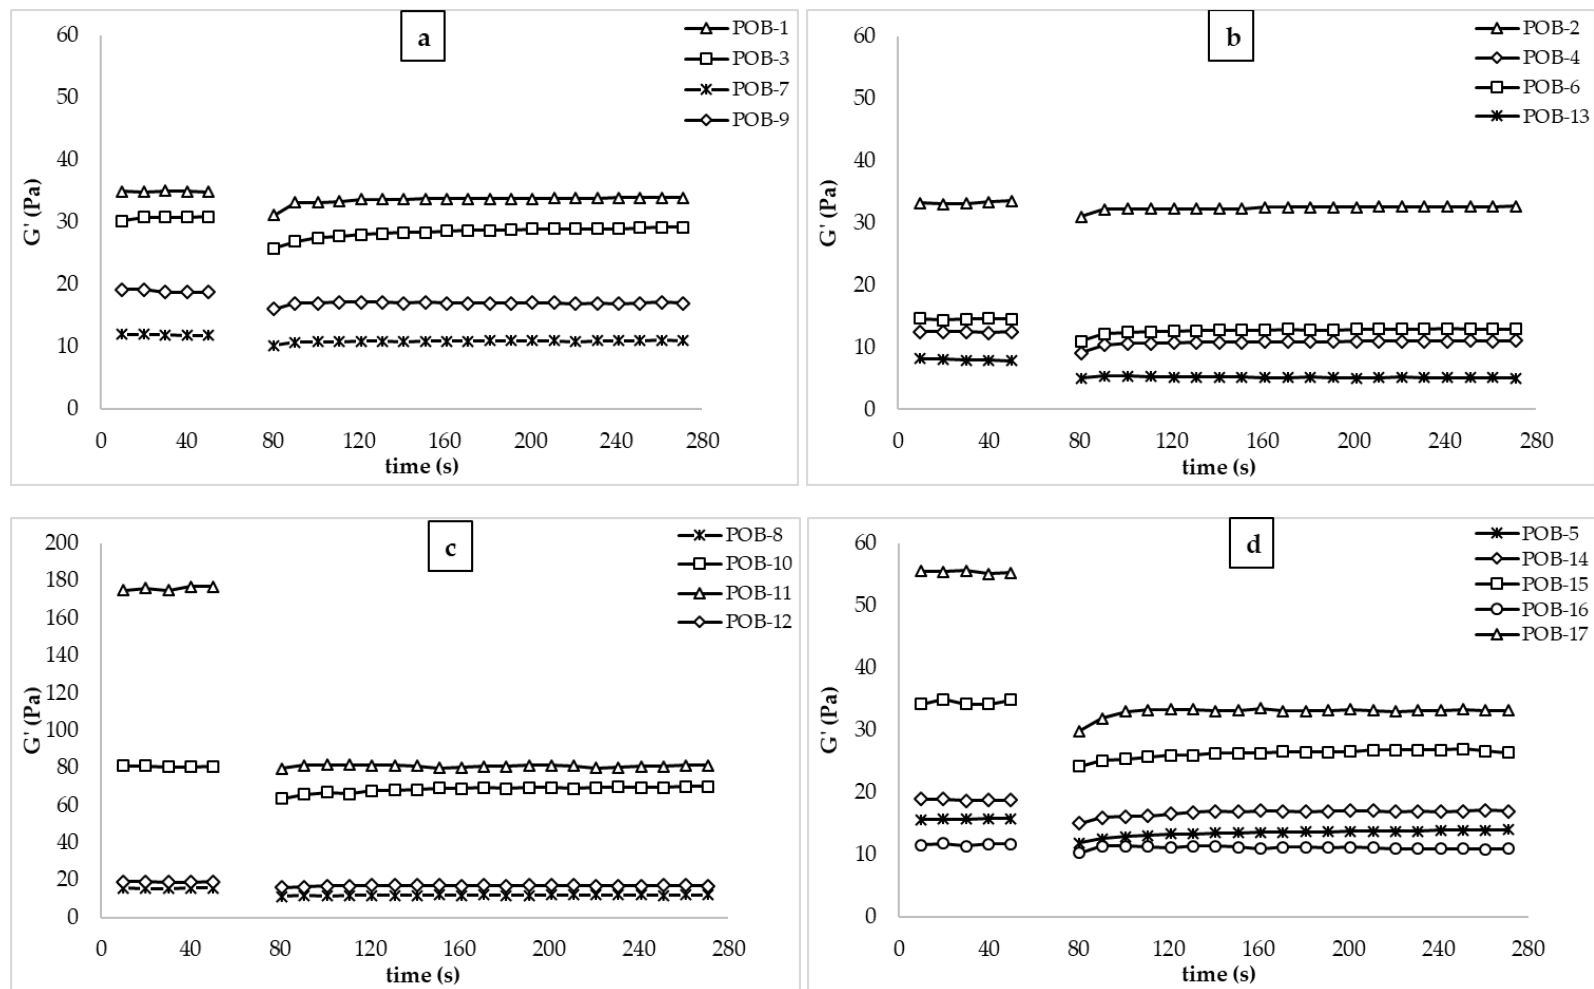 a
60
50
40
30
20
10
0
G' (Pa)
0 40 80 120 160 200 240 280
time (s)
POB-1
POB-3
POB-7
POB-9
b
60
50
40
30
20
10
0
G' (Pa)
0 40 80 120 160 200 240 280
time (s)
POB-2
POB-4
POB-6
POB-13
c
200
180
160
140
120
100
80
60
40
20
0
G' (Pa)
0 40 80 120 160 200 240 280
time (s)
POB-8
POB-10
POB-11
POB-12
d
60
50
40
30
20
10
0
G' (Pa)
0 40 80 120 160 200 240 280
time (s)
POB-5
POB-14
POB-15
POB-16
POB-17